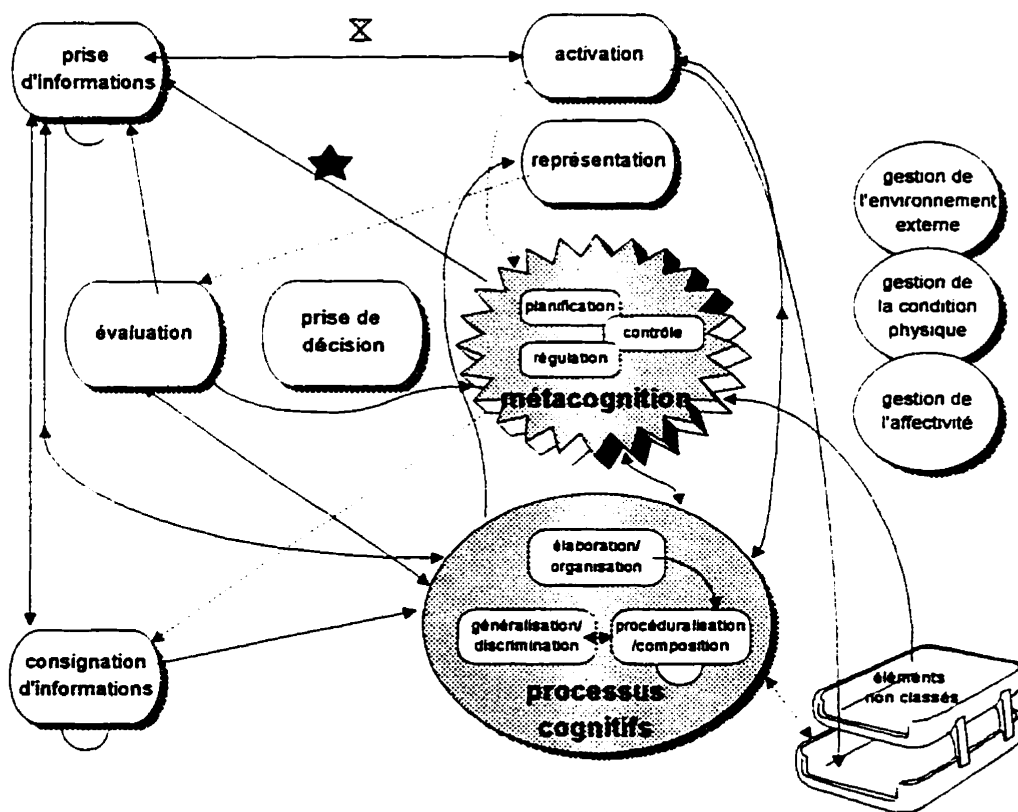 prise
d'informations
activation
représentation
gestion de
l'environnement
externe
évaluation
prise de
décision
planification
contrôle
régulation
métacognition
gestion de
la condition
physique
gestion de
l'affectivité
élaboration/
organisation
généralisation/
discrimination
procéduralisation
/composition
processus
cognitifs
consignation
d'informations
éléments
non classés